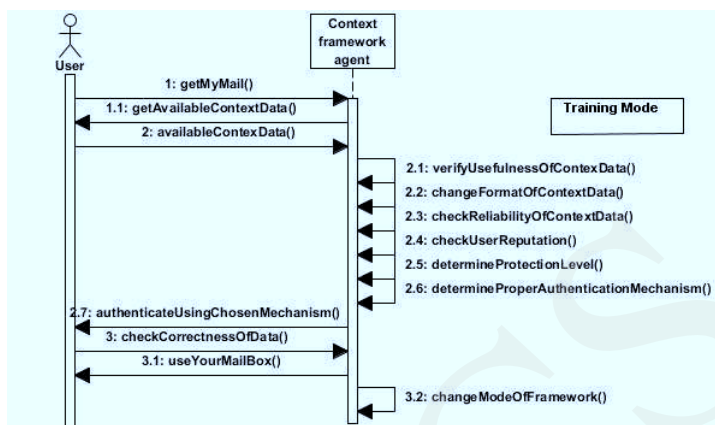 User
Context
framework
agent
1: getMyMail()
1.1: getAvailableContextData()
Training Mode
2: availableContexData()
2.1: verifyUsefulnessOfContexData()
2.2: changeFormatOfContextData()
2.3: checkReliabilityOfContextData()
2.4: checkUserReputation()
2.5: determineProtectionLevel()
2.6: determineProperAuthenticationMechanism()
2.7: authenticateUsingChosenMechanism()
3: checkCorrectnessOfData()
3.1: useYourMailBox()
3.2: changeModeOfFramework()